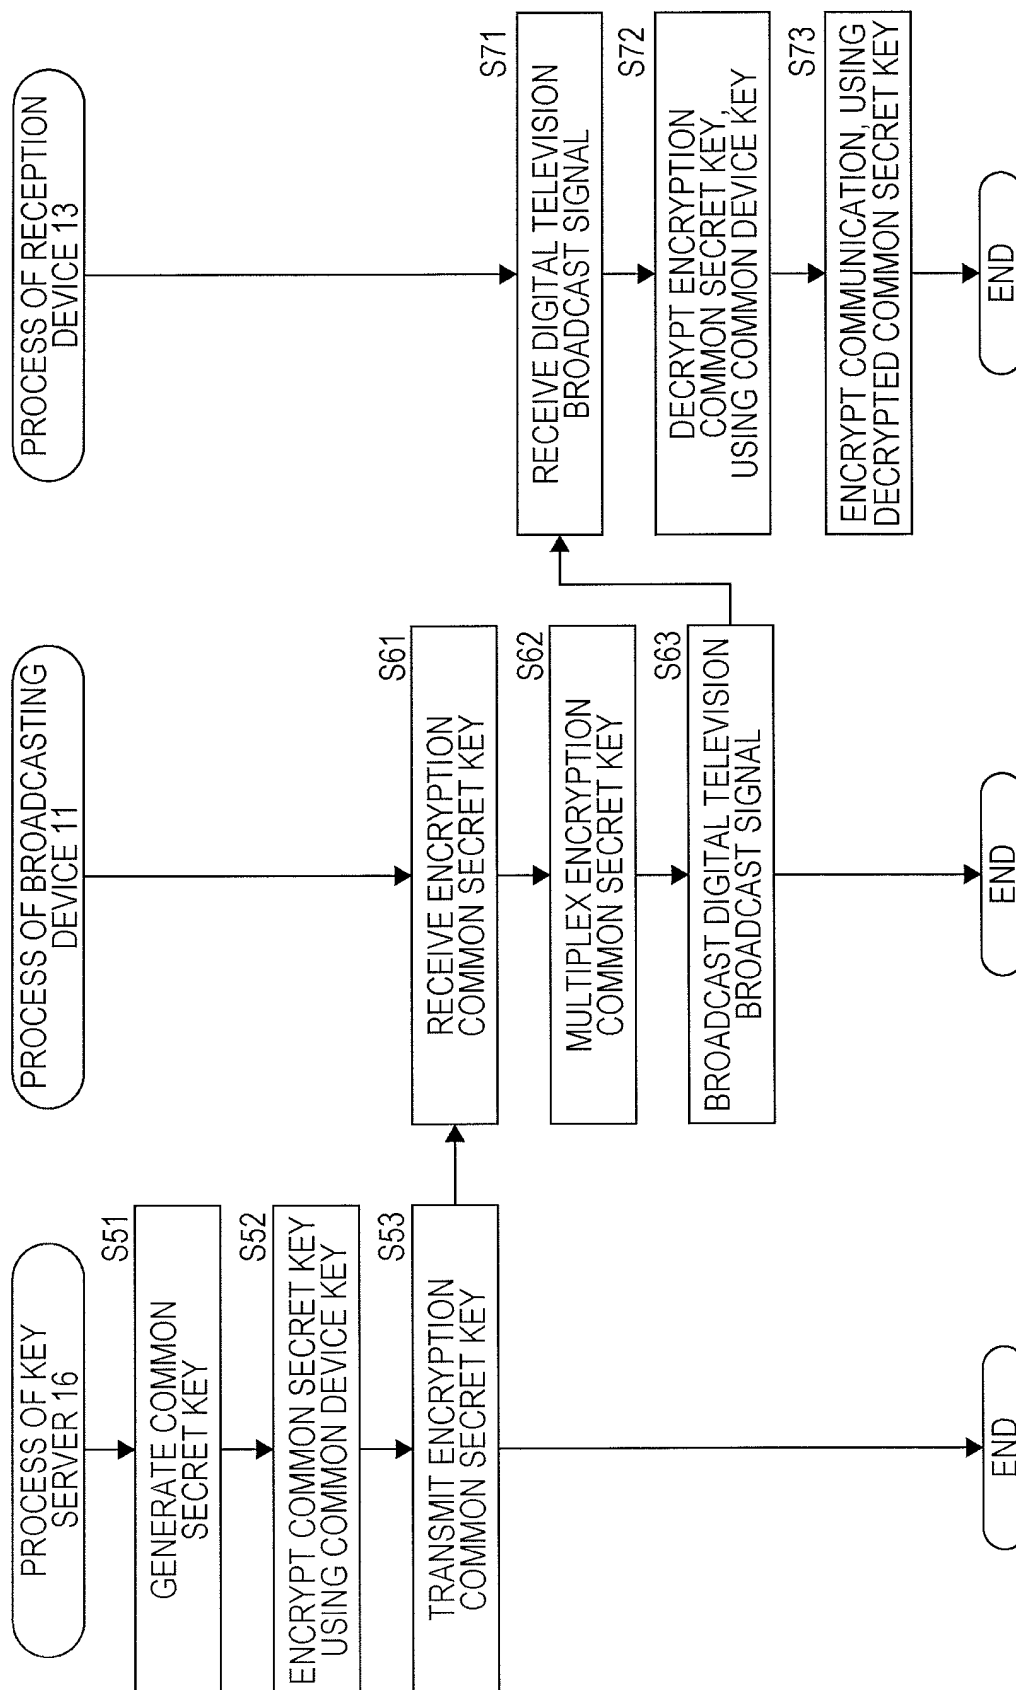 PROCESS OF KEY
SERVER 16
S51
GENERATE COMMON
SECRET KEY
S52
ENCRYPT COMMON SECRET KEY
USING COMMON DEVICE KEY
S53
TRANSMIT ENCRYPTION
COMMON SECRET KEY
END
PROCESS OF BROADCASTING
DEVICE 11
S61
RECEIVE ENCRYPTION
COMMON SECRET KEY
S62
MULTIPLEX ENCRYPTION
COMMON SECRET KEY
S63
BROADCAST DIGITAL TELEVISION
BROADCAST SIGNAL
END
PROCESS OF RECEPTION
DEVICE 13
S71
RECEIVE DIGITAL TELEVISION
BROADCAST SIGNAL
S72
DECRYPT ENCRYPTION
COMMON SECRET KEY,
USING COMMON DEVICE KEY
S73
ENCRYPT COMMUNICATION, USING
DECRYPTED COMMON SECRET KEY
END